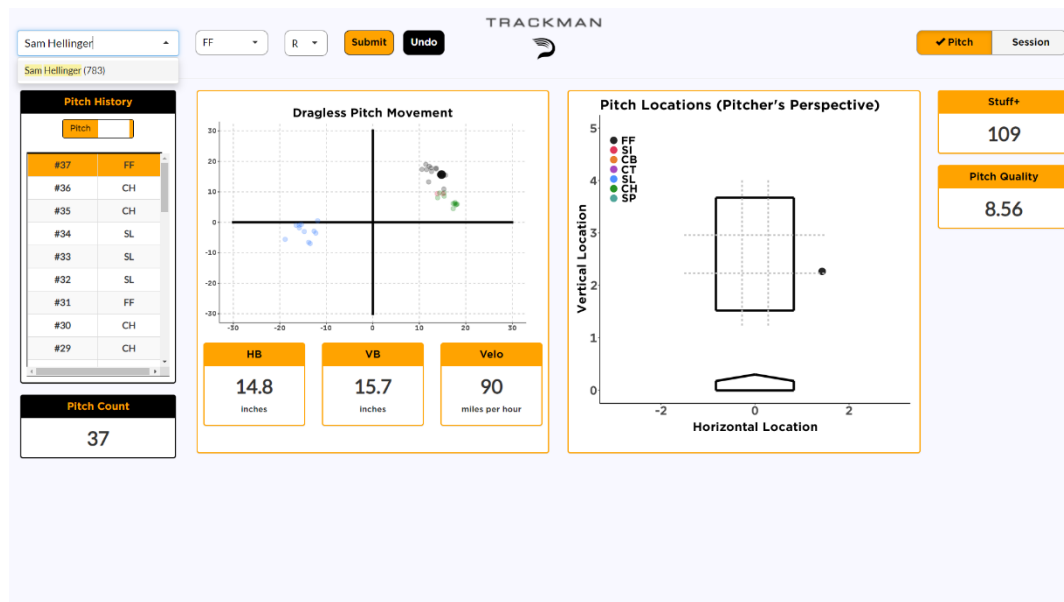 TRACKMAN
Sam Hellinger
FF
R
Submit
Undo
Pitch
Session
Sam Hellinger (783)
Pitch History
Pitch
#37 FF
#36 CH
#35 CH
#34 SL
#33 SL
#32 SL
#31 FF
#30 CH
#29 CH
Pitch Count
37
Dragless Pitch Movement
30
20
10
0
-10
-20
-30
-30 -20 -10 0 10 20 30
HB
14.8
inches
VB
15.7
inches
Velo
90
miles per hour
Pitch Locations (Pitcher's Perspective)
FF
SI
CB
CT
SL
CH
SP
Vertical Location
5
4
3
2
1
0
-2 0 2
Horizontal Location
Stuff+
109
Pitch Quality
8.56